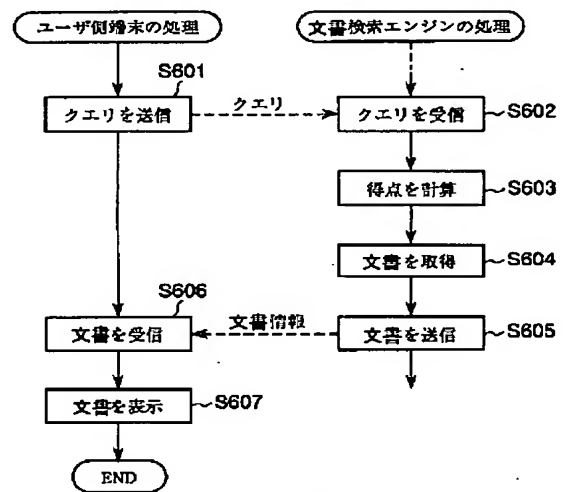 ユーザ側端末の処理
文書検索エンジンの処理
S601
クエリを送信
クエリ
クエリを受信
S602
得点を計算
S603
文書を取得
S604
S606
文書を受信
文書情報
文書を送信
S605
文書を表示
S607
END